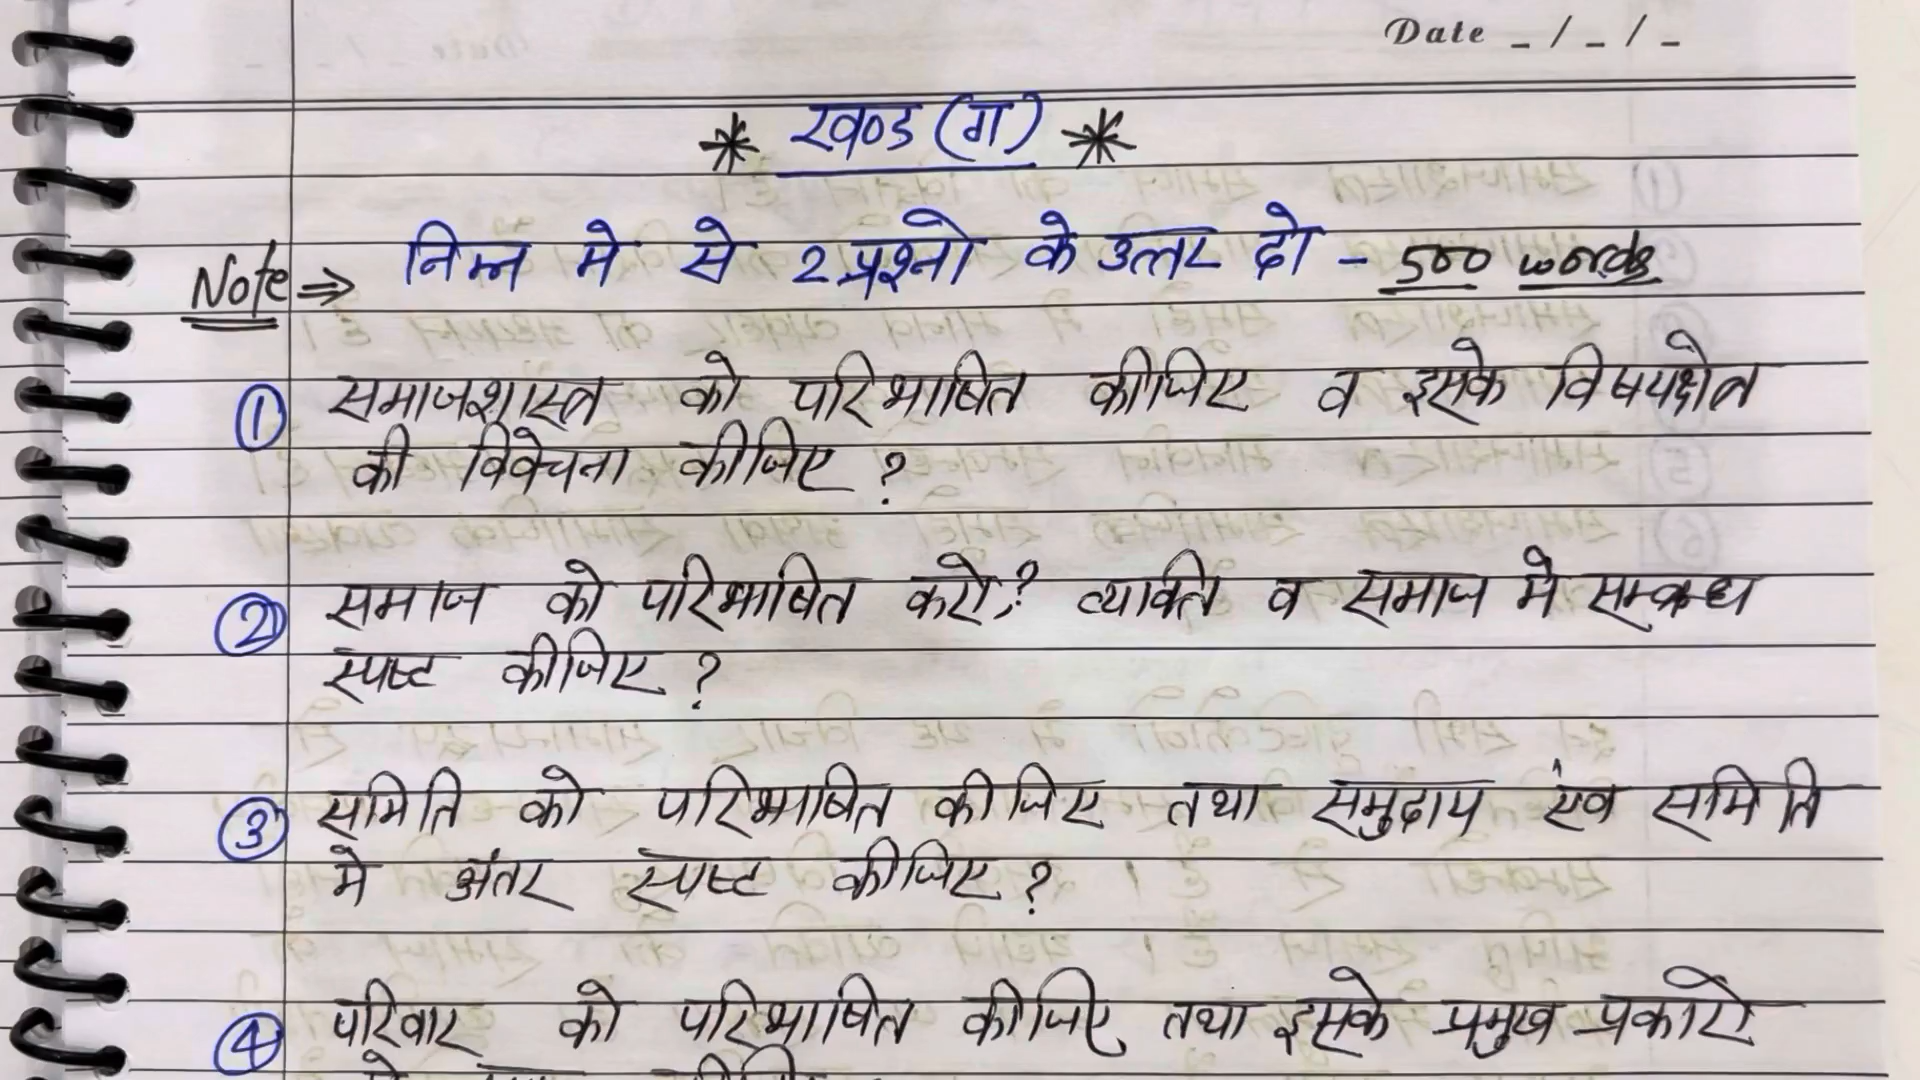 Date _ / _ / _
* खण्ड (ग) *
Note ⇒ निम्न मे से 2 प्रश्नो के उत्तर दो - 500 words
① समाजशास्त्र को परिभाषित कीजिए व इसके विषयक्षेत्र
की विवेचना कीजिए ?
② समाज को परिभाषित करो ? व्यक्ति व समाज मे सम्बन्ध
स्पष्ट कीजिए ?
③ समिति को परिभाषित कीजिए तथा समुदाय एंव समिति
मे अंतर स्पष्ट कीजिए ?
④ परिवार को परिभाषित कीजिए तथा इसके प्रमुख प्रकारो